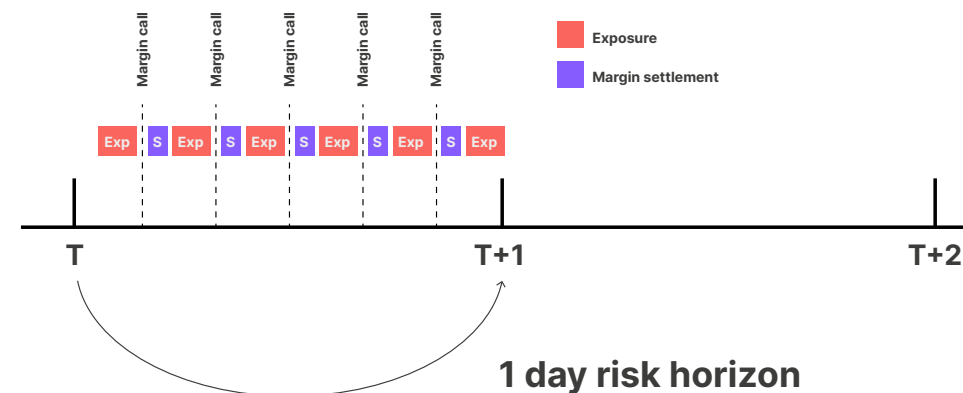 Margin call
Margin call
Margin call
Margin call
Margin call
Exposure
Margin settlement
Exp
S
Exp
S
Exp
S
Exp
S
Exp
S
Exp
T
T+1
T+2
1 day risk horizon